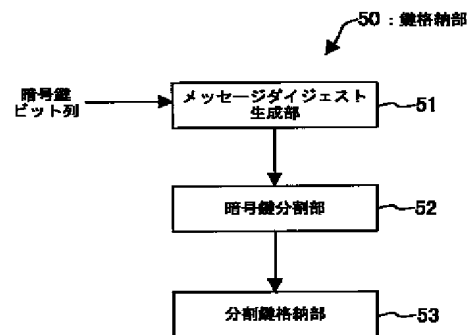 50：鍵格納部
暗号鍵
ビット列
メッセージダイジェスト
生成部
51
暗号鍵分割部
52
分割鍵格納部
53